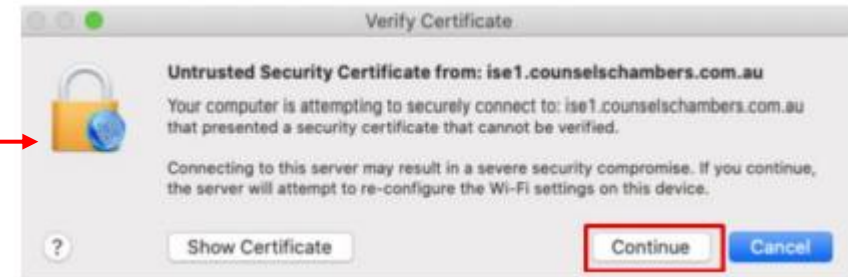 Verify Certificate
Untrusted Security Certificate from: ise1.counselschambers.com.au
Your computer is attempting to securely connect to: ise1.counselschambers.com.au
that presented a security certificate that cannot be verified.
Connecting to this server may result in a severe security compromise. If you continue,
the server will attempt to re-configure the Wi-Fi settings on this device.
? Show Certificate Continue Cancel